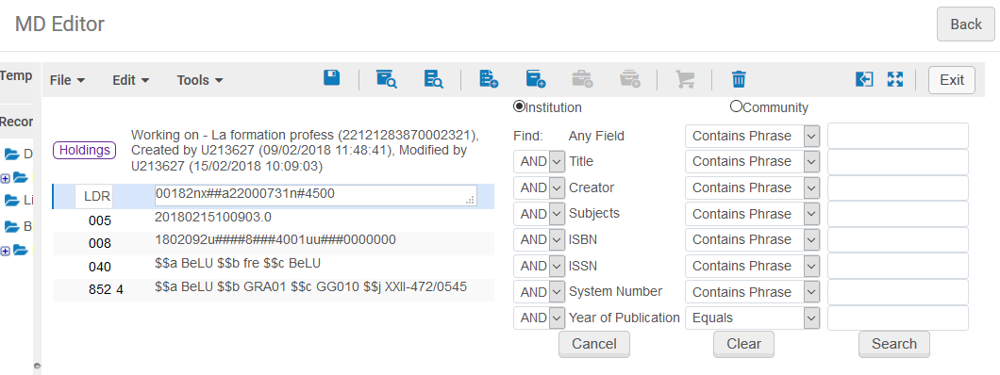 MD Editor
Back
Temp
File
Edit
Tools
Exit
Recor
Institution
Community
Holdings
Working on - La formation profess (22121283870002321),
Created by U213627 (09/02/2018 11:48:41), Modified by
U213627 (15/02/2018 10:09:03)
D
Li
B
LDR 00182nx##a22000731n#4500
005 20180215100903.0
008 1802092u####8###4001uu###0000000
040 $$a BeLU $$b fre $$c BeLU
852 4 $$a BeLU $$b GRA01 $$c GG010 $$j XXII-472/0545
Find: Any Field Contains Phrase
AND Title Contains Phrase
AND Creator Contains Phrase
AND Subjects Contains Phrase
AND ISBN Contains Phrase
AND ISSN Contains Phrase
AND System Number Contains Phrase
AND Year of Publication Equals
Cancel
Clear
Search